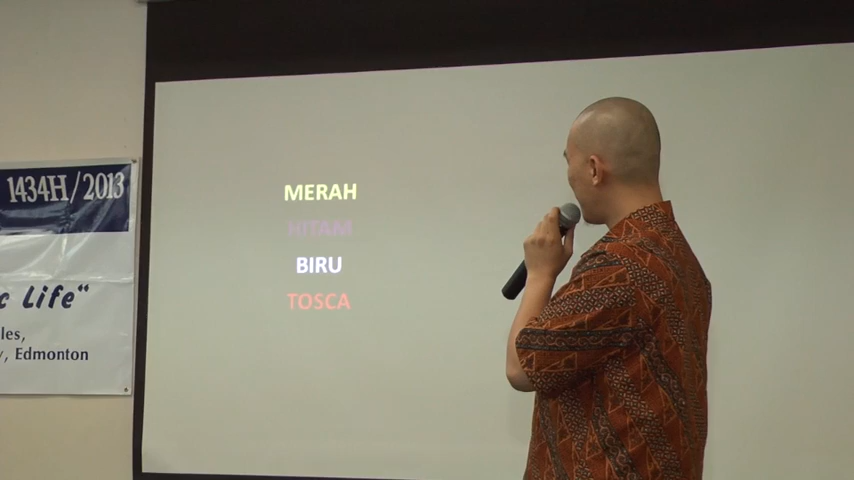 1434H/2013
c Life“
les,
, Edmonton
MERAH
HITAM
BIRU
TOSCA